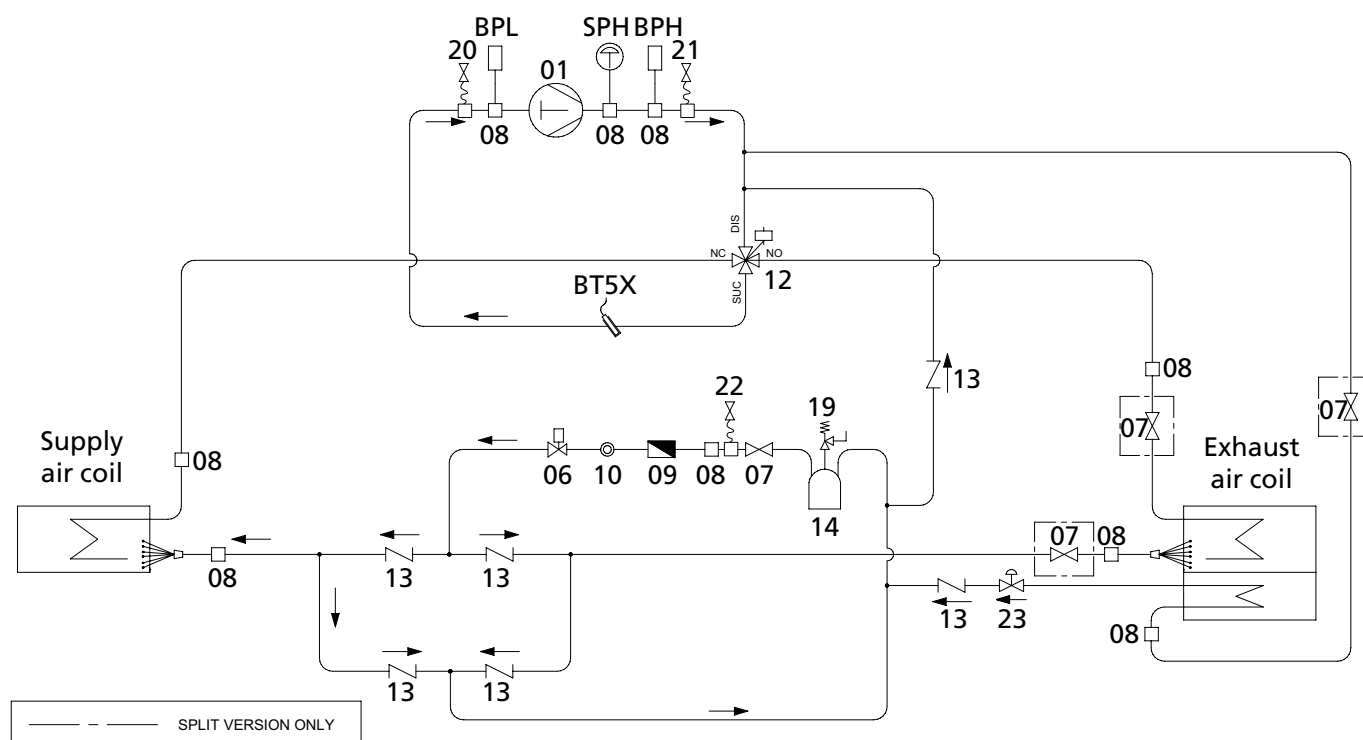 BPL SPH BPH
20 01 21
08 08 08
DIS
NC NO
12
SUC
BT5X
08
13
07
07
22 19
Supply
air coil
08
Exhaust
air coil
06 10 09 08 07
14
07 08
08 13 13
13 23
08
13 13
SPLIT VERSION ONLY